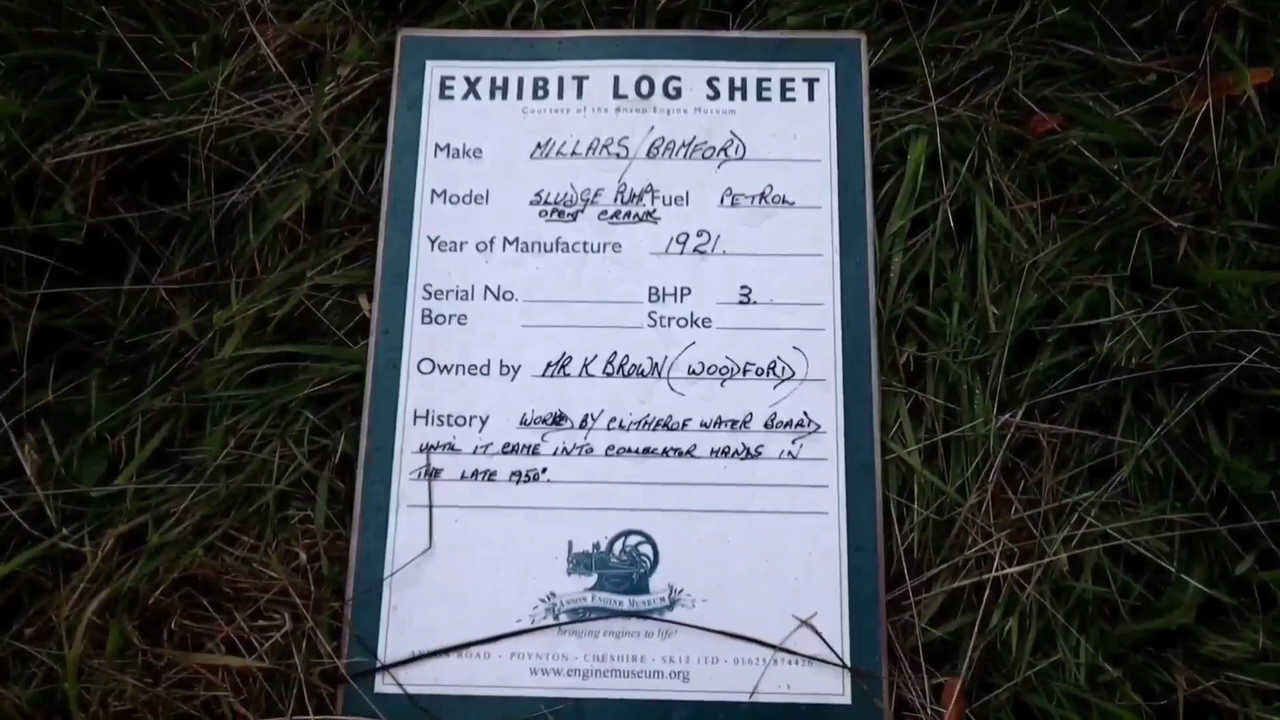 EXHIBIT LOG SHEET
Courtesy of the Anson Engine Museum
Make MILLARS/BAMFORD
Model SLUDGE PUMP. Fuel PETROL
OPEN CRANK
Year of Manufacture 1921.
Serial No. BHP 3.
Bore Stroke
Owned by MR K BROWN (WOODFORD)
History WORKED BY CLITHEROE WATER BOARD
UNTIL IT CAME INTO COLLECKTOR HANDS IN
THE LATE 1950s.
ANSON ENGINE MUSEUM
bringing engines to life!
ANSON ROAD · POYNTON · CHESHIRE · SK12 1TD · 01625 874426
www.enginemuseum.org